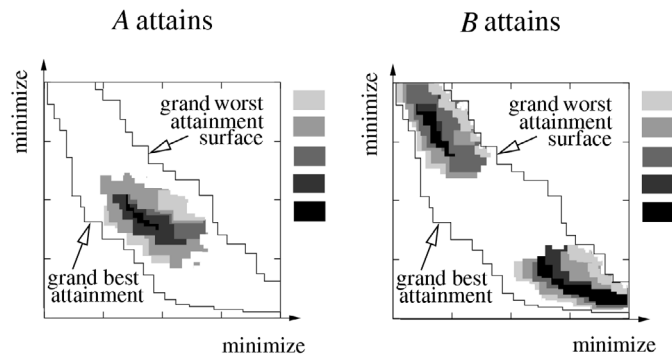 A attains
minimize
grand worst
attainment
surface
grand best
attainment
minimize
B attains
minimize
grand worst
attainment
surface
grand best
attainment
minimize